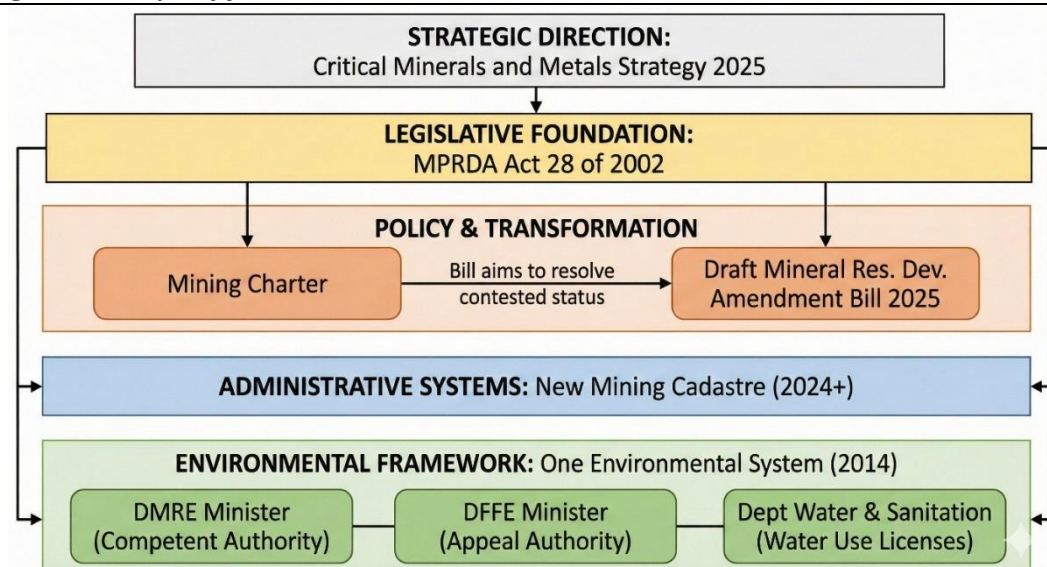 STRATEGIC DIRECTION:
Critical Minerals and Metals Strategy 2025
LEGISLATIVE FOUNDATION:
MPRDA Act 28 of 2002
POLICY & TRANSFORMATION
Mining Charter
Bill aims to resolve
contested status
Draft Mineral Res. Dev.
Amendment Bill 2025
ADMINISTRATIVE SYSTEMS: New Mining Cadastre (2024+)
ENVIRONMENTAL FRAMEWORK: One Environmental System (2014)
DMRE Minister
(Competent Authority)
DFFE Minister
(Appeal Authority)
Dept Water & Sanitation
(Water Use Licenses)